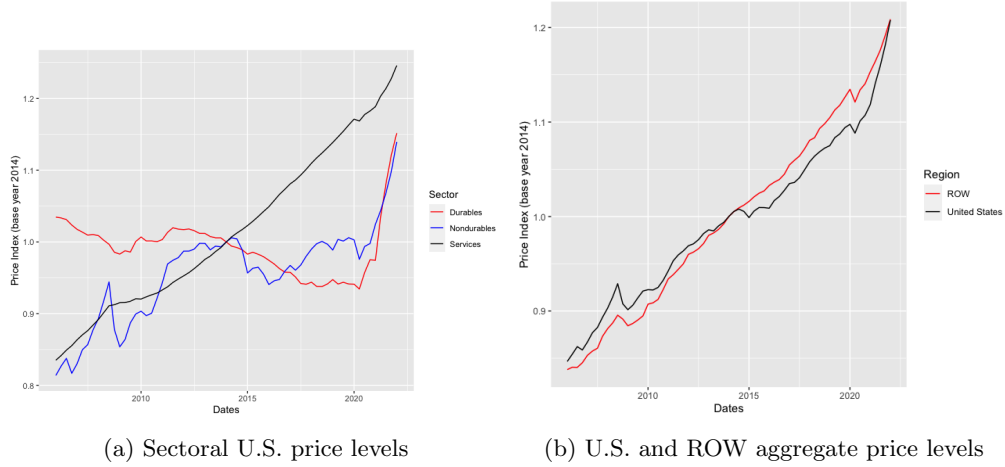 Price Index (base year 2014)
1.2
1.1
1.0
0.9
0.8
2010
2015
2020
Dates
Sector
Durables
Nondurables
Services
(a) Sectoral U.S. price levels
Price Index (base year 2014)
1.2
1.1
1.0
0.9
2010
2015
2020
Dates
Region
ROW
United States
(b) U.S. and ROW aggregate price levels